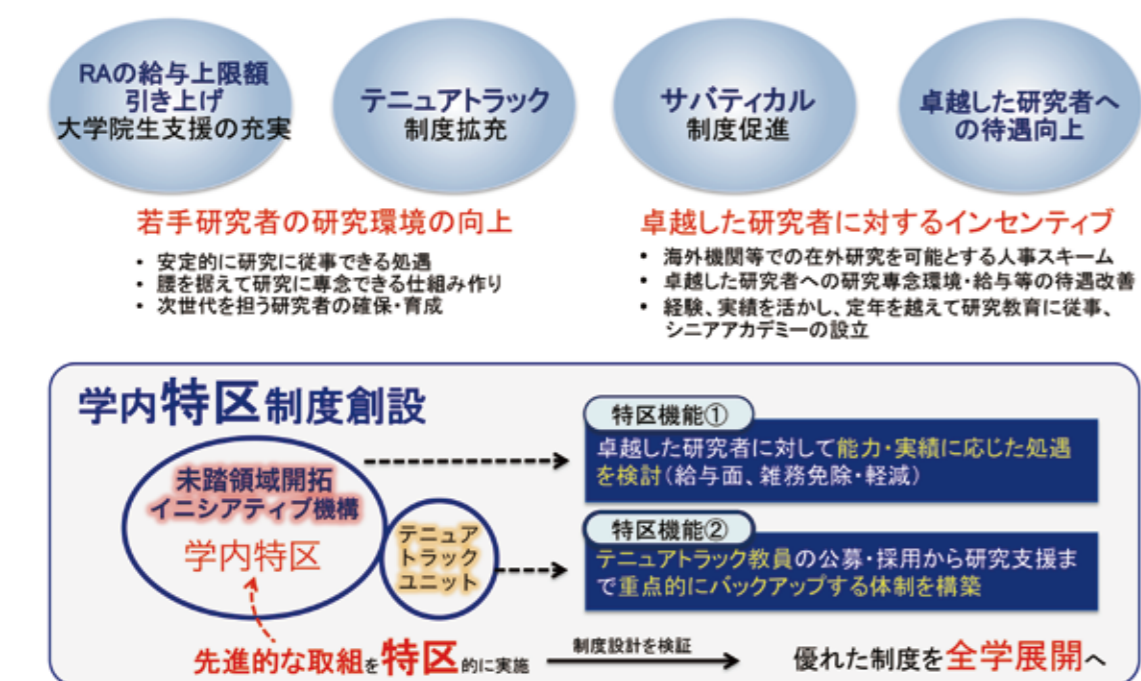 RAの給与上限額
引き上げ
大学院生支援の充実
テニュアトラック
制度拡充
サバティカル
制度促進
卓越した研究者へ
の待遇向上
若手研究者の研究環境の向上
• 安定的に研究に従事できる処遇
• 腰を据えて研究に専念できる仕組み作り
• 次世代を担う研究者の確保・育成
卓越した研究者に対するインセンティブ
• 海外機関等での在外研究を可能とする人事スキーム
• 卓越した研究者への研究専念環境・給与等の待遇改善
• 経験、実績を活かし、定年を越えて研究教育に従事、
シニアアカデミーの設立
学内特区制度創設
未踏領域開拓
イニシアティブ機構
学内特区
テニュア
トラック
ユニット
特区機能①
卓越した研究者に対して能力・実績に応じた処遇
を検討(給与面、雑務免除・軽減)
特区機能②
テニュアトラック教員の公募・採用から研究支援ま
で重点的にバックアップする体制を構築
先進的な取組を特区的に実施
制度設計を検証
優れた制度を全学展開へ